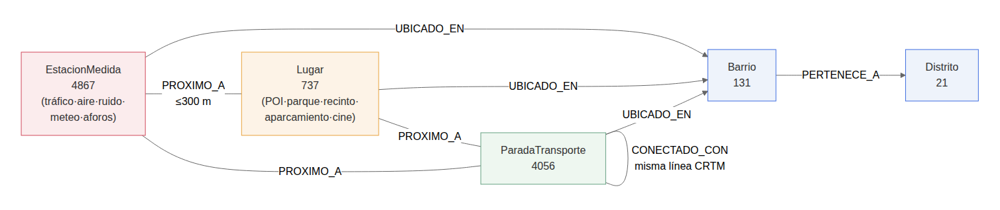 UBICADO_EN
EstacionMedida
4867
(tráfico·aire·ruido·
meteo·aforos)
PROXIMO_A
≤300 m
Lugar
737
(POI·parque·recinto·
aparcamiento·cine)
UBICADO_EN
Barrio
131
PERTENECE_A
Distrito
21
UBICADO_EN
PROXIMO_A
ParadaTransporte
4056
CONECTADO_CON
misma línea CRTM
PROXIMO_A